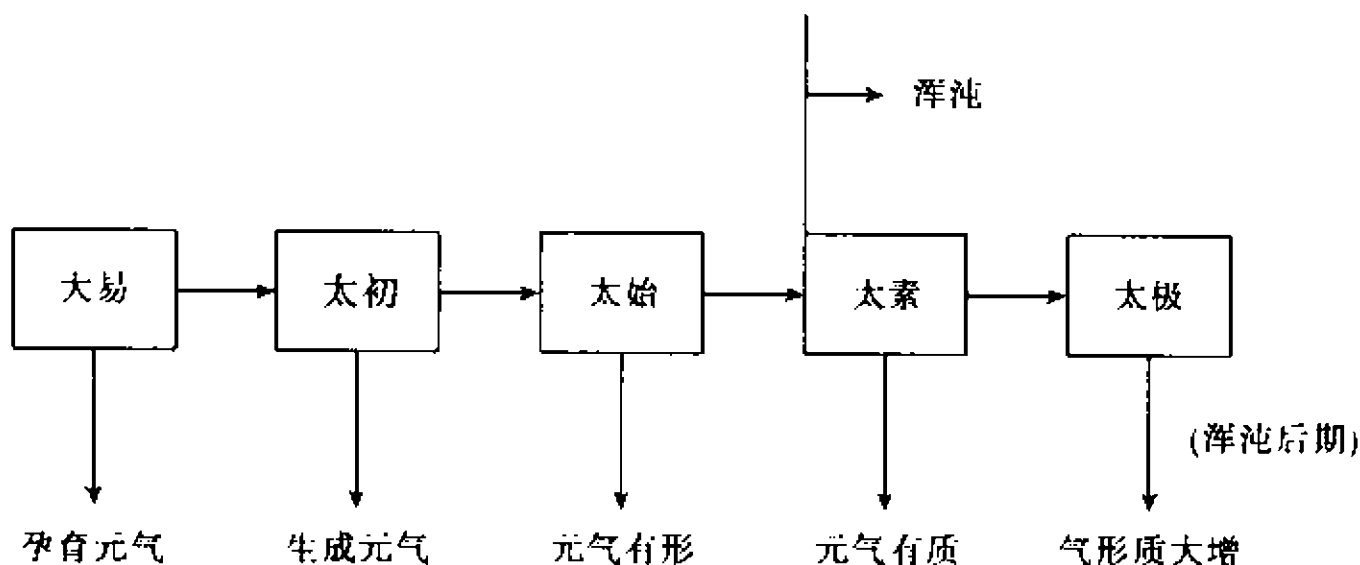 浑沌
大易
太初
太始
太素
太极
(浑沌后期)
孕育元气
生成元气
元气有形
元气有质
气形质大增